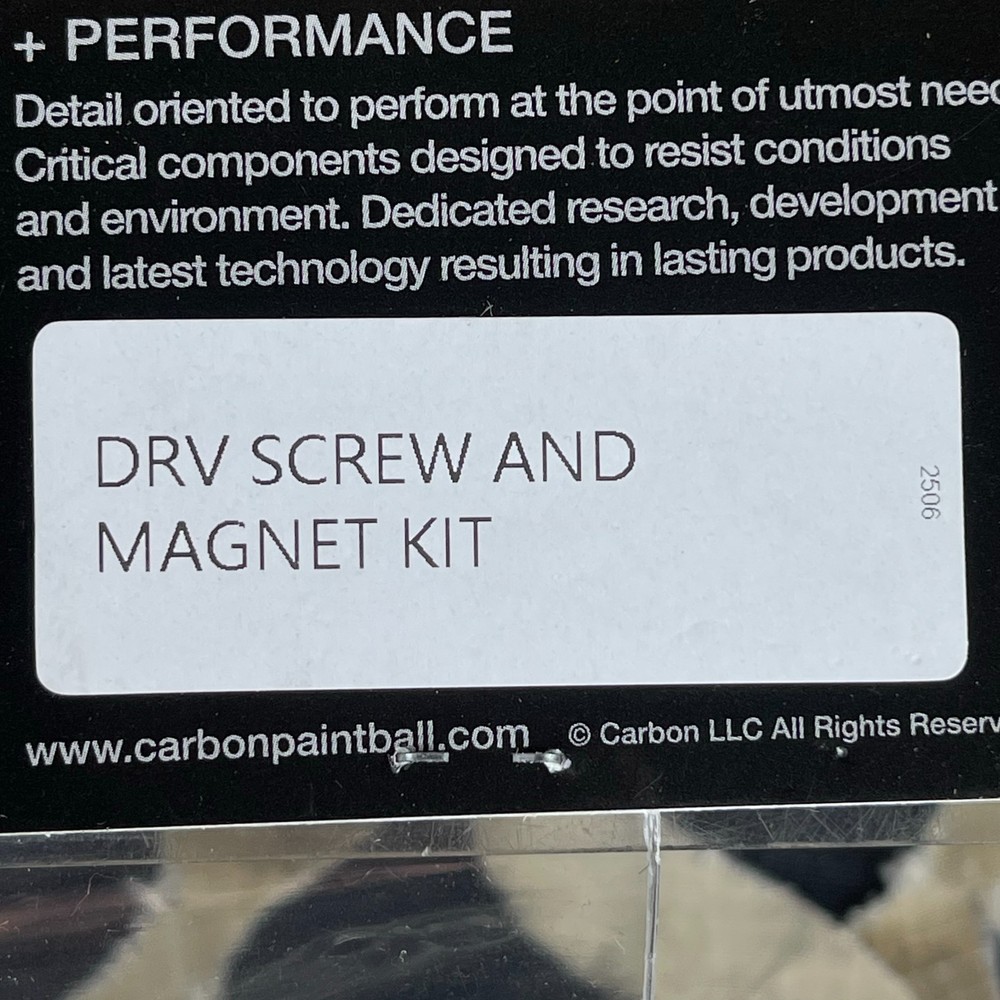 + PERFORMANCE
Detail oriented to perform at the point of utmost
Critical components designed to resist conditions
and environment. Dedicated research, development
and latest technology resulting in lasting products.
DRV SCREW AND
MAGNET KIT
2506
www.carbonpaintball.com © Carbon LLC All Rights